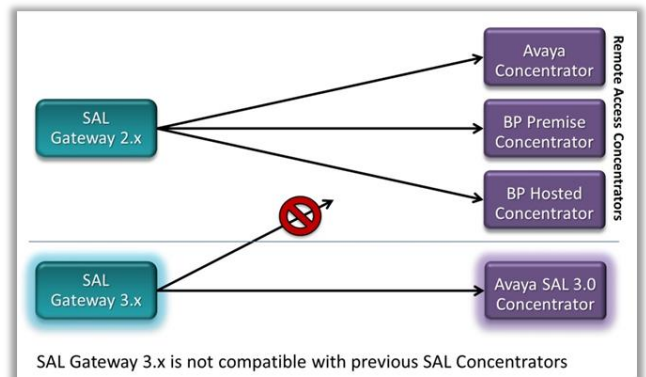 SAL
Gateway 2.x
Avaya
Concentrator
BP Premise
Concentrator
BP Hosted
Concentrator
Remote Access Concentrators
SAL
Gateway 3.x
Avaya SAL 3.0
Concentrator
SAL Gateway 3.x is not compatible with previous SAL Concentrators